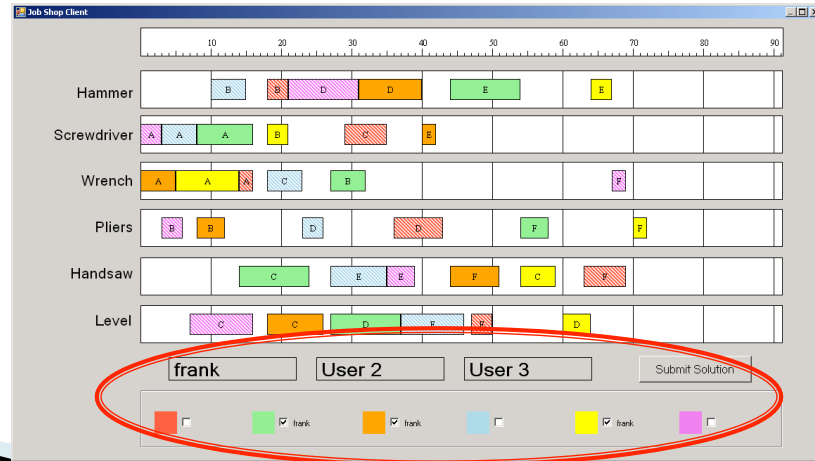 Job Shop Client
10 20 30 40 50 60 70 80 90
Hammer B B D D E E
Screwdriver A A A B C E
Wrench A A A C B F
Pliers B B D D F F
Handsaw C E E F C F
Level C C D E D
frank User 2 User 3 Submit Solution
frank frank frank